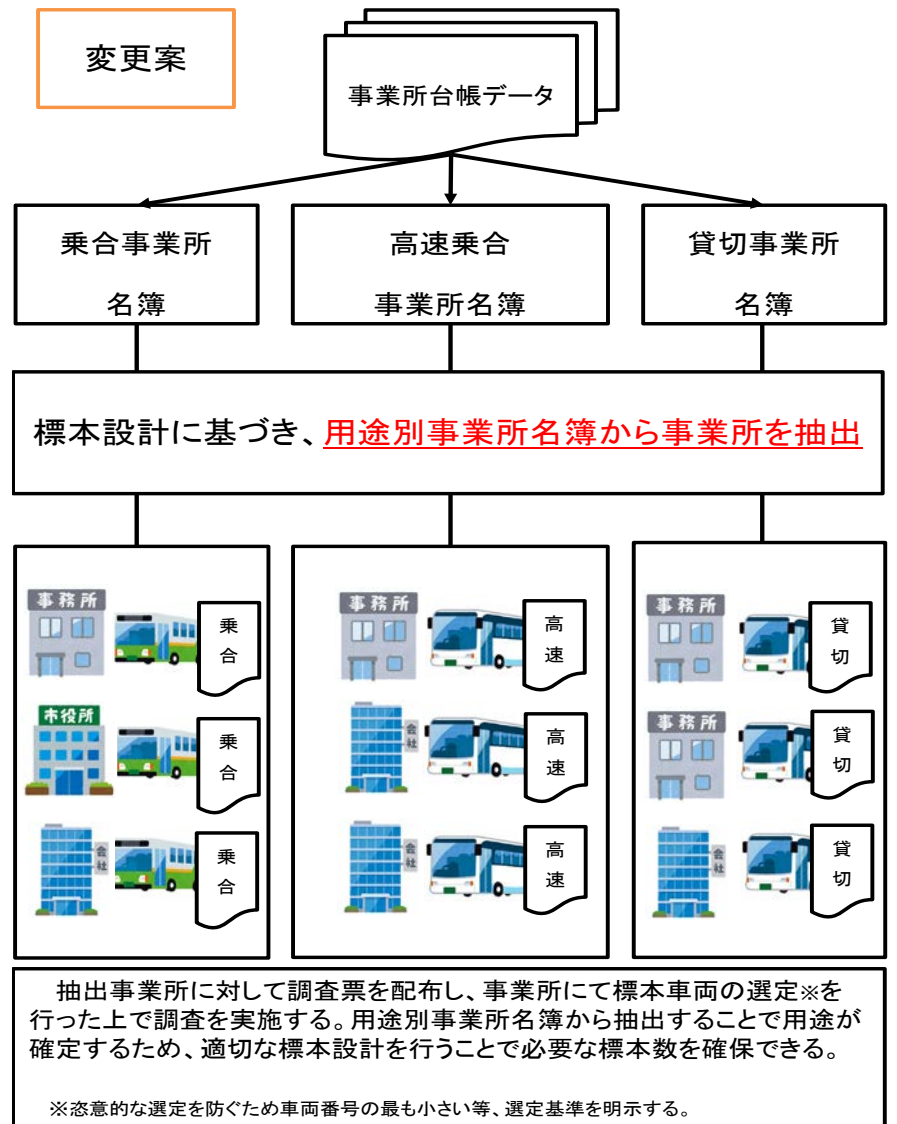 変更案
事業所台帳データ
乗合事業所
名簿
高速乗合
事業所名簿
貸切事業所
名簿
標本設計に基づき、用途別事業所名簿から事業所を抽出
事務所
乗
合
市役所
乗
合
会
社
乗
合
事務所
高
速
会
社
高
速
会
社
高
速
事務所
貸
切
事務所
貸
切
会
社
貸
切
抽出事業所に対して調査票を配布し、事業所にて標本車両の選定※を
行った上で調査を実施する。用途別事業所名簿から抽出することで用途が
確定するため、適切な標本設計を行うことで必要な標本数を確保できる。
※恣意的な選定を防ぐため車両番号の最も小さい等、選定基準を明示する。